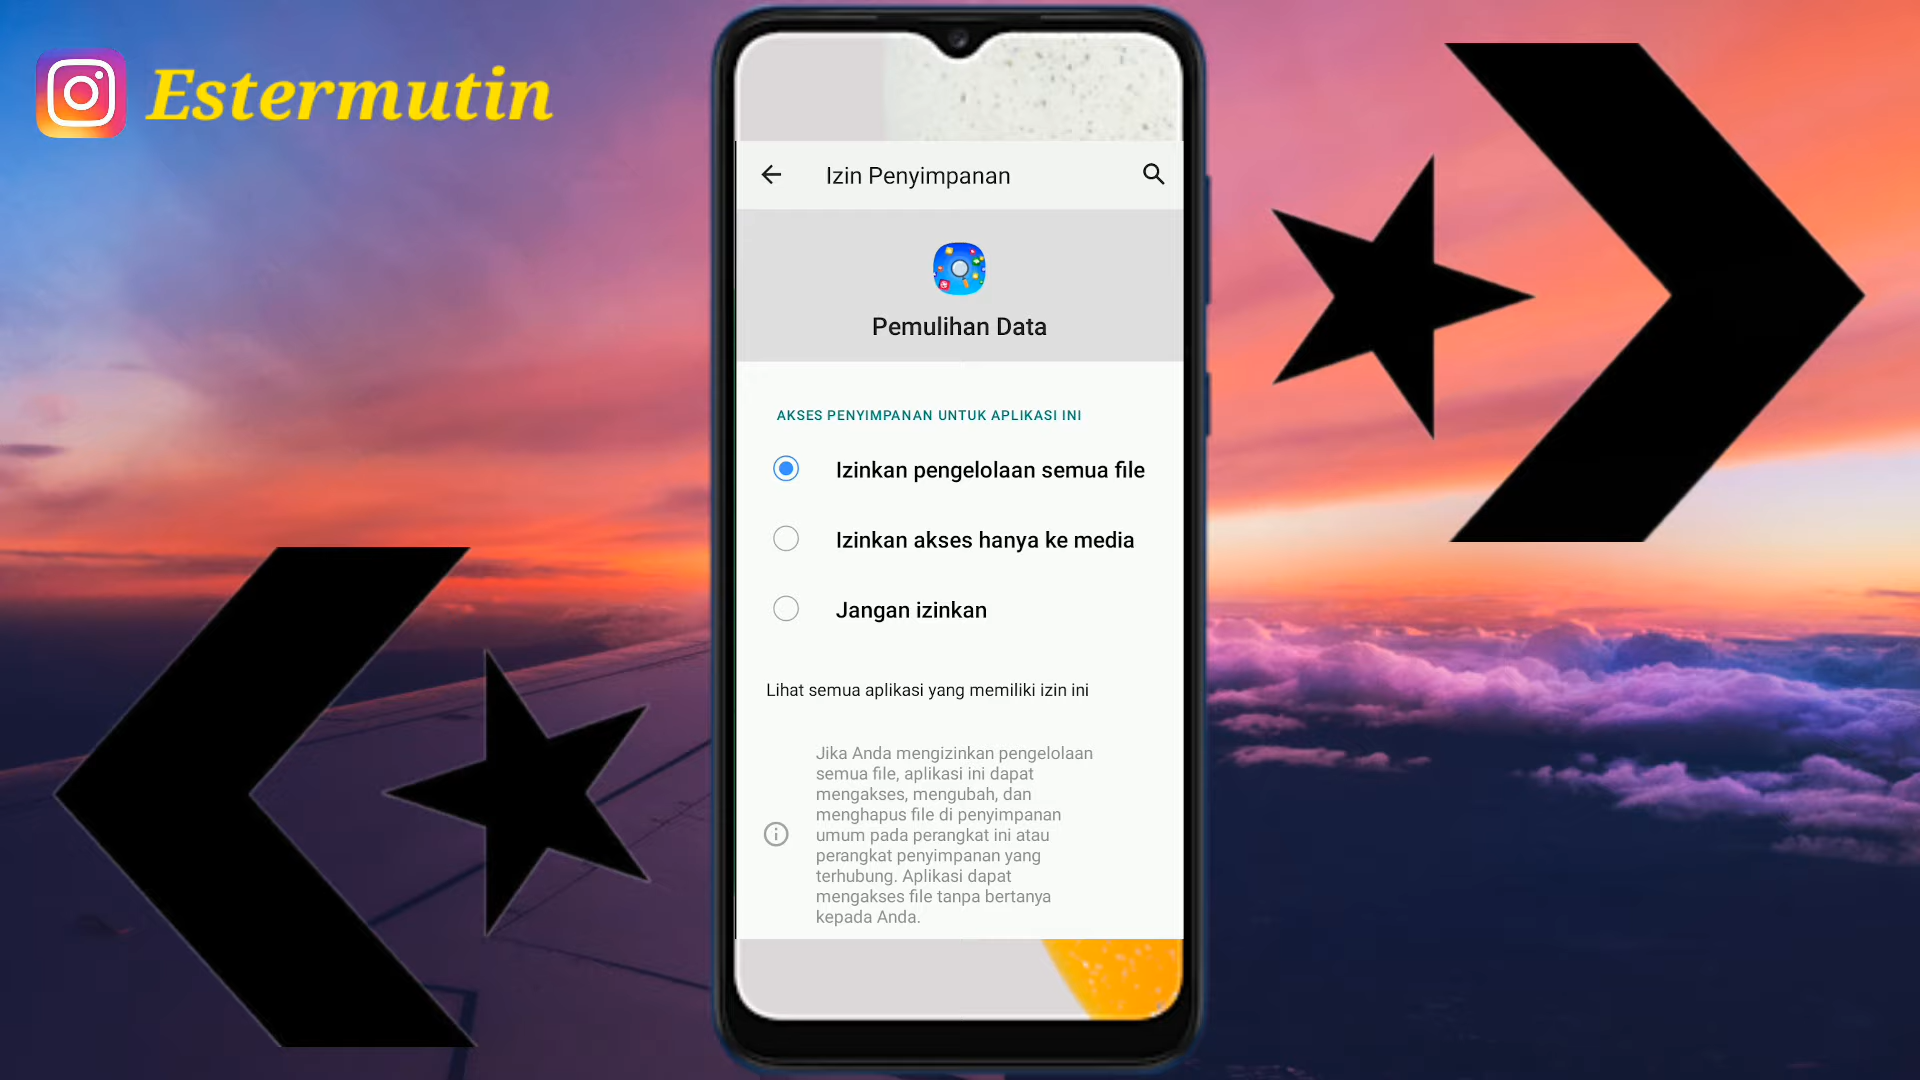 Estermutin
Izin Penyimpanan
Pemulihan Data
AKSES PENYIMPANAN UNTUK APLIKASI INI
Izinkan pengelolaan semua file
Izinkan akses hanya ke media
Jangan izinkan
Lihat semua aplikasi yang memiliki izin ini
Jika Anda mengizinkan pengelolaan
semua file, aplikasi ini dapat
mengakses, mengubah, dan
menghapus file di penyimpanan
umum pada perangkat ini atau
perangkat penyimpanan yang
terhubung. Aplikasi dapat
mengakses file tanpa bertanya
kepada Anda.